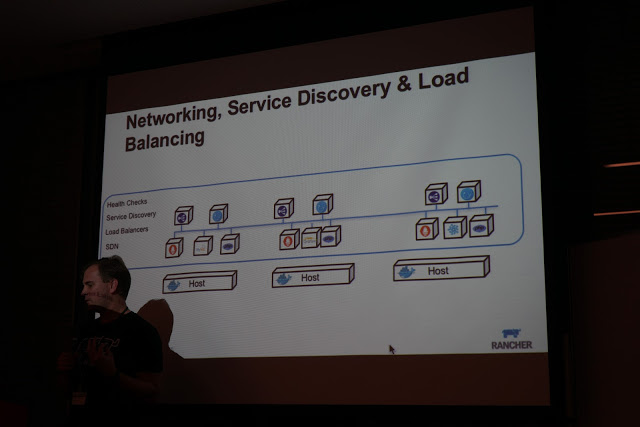 Networking, Service Discovery & Load
Balancing
Health Checks
Service Discovery
Load Balancers
SDN
Host
Host
Host
RANCHER